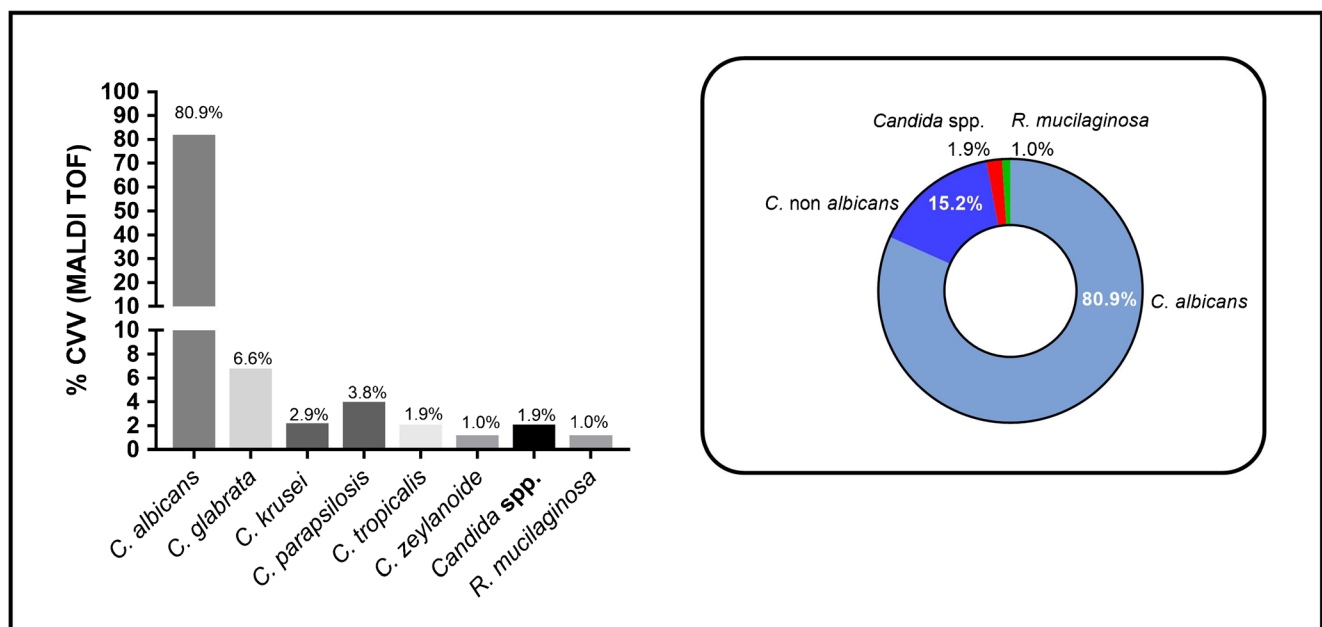 % CVV (MALDI TOF)
100
90
80
70
60
50
40
30
20
10
10
8
6
4
2
0
80.9%
6.6%
2.9%
3.8%
1.9%
1.0%
1.9%
1.0%
C. albicans
C. glabrata
C. krusei
C. parapsilosis
C. tropicalis
C. zeylanoide
Candida spp.
R. mucilaginosa
Candida spp.
1.9%
R. mucilaginosa
1.0%
C. non albicans
15.2%
80.9%
C. albicans